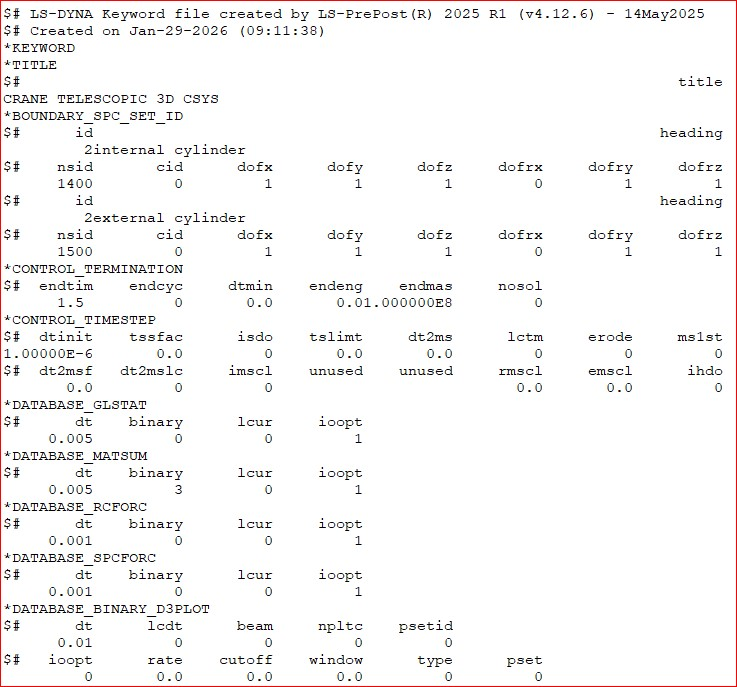 $# LS-DYNA Keyword file created by LS-PrePost(R) 2025 R1 (v4.12.6) - 14May2025
$# Created on Jan-29-2026 (09:11:38)
*KEYWORD
*TITLE
$#                                                                         title
CRANE TELESCOPIC 3D CSYS
*BOUNDARY_SPC_SET_ID
$#      id                                                               heading
         2internal cylinder
$#    nsid       cid      dofx      dofy      dofz     dofrx     dofry     dofrz
      1400         0         1         1         1         0         1         1
$#      id                                                               heading
         2external cylinder
$#    nsid       cid      dofx      dofy      dofz     dofrx     dofry     dofrz
      1500         0         1         1         1         0         1         1
*CONTROL_TERMINATION
$#  endtim    endcyc     dtmin    endeng    endmas     nosol
       1.5         0       0.0       0.01.000000E8         0
*CONTROL_TIMESTEP
$#  dtinit    tssfac      isdo    tslimt     dt2ms      lctm     erode     ms1st
1.00000E-6       0.0         0       0.0       0.0         0         0         0
$#  dt2msf   dt2mslc     imscl    unused    unused     rmscl     emscl      ihdo
       0.0         0         0                           0.0       0.0         0
*DATABASE_GLSTAT
$#      dt    binary      lcur     ioopt
     0.005         0         0         1
*DATABASE_MATSUM
$#      dt    binary      lcur     ioopt
     0.005         3         0         1
*DATABASE_RCFORC
$#      dt    binary      lcur     ioopt
     0.001         0         0         1
*DATABASE_SPCFORC
$#      dt    binary      lcur     ioopt
     0.001         0         0         1
*DATABASE_BINARY_D3PLOT
$#      dt      lcdt      beam     npltc    psetid
      0.01         0         0         0         0
$#   ioopt      rate    cutoff    window      type      pset
         0       0.0       0.0       0.0         0         0